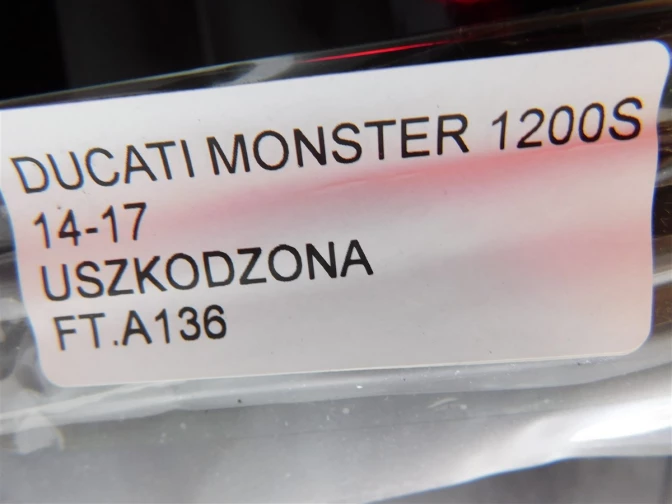 DUCATI MONSTER 1200S
14-17
USZKODZONA
FT.A136